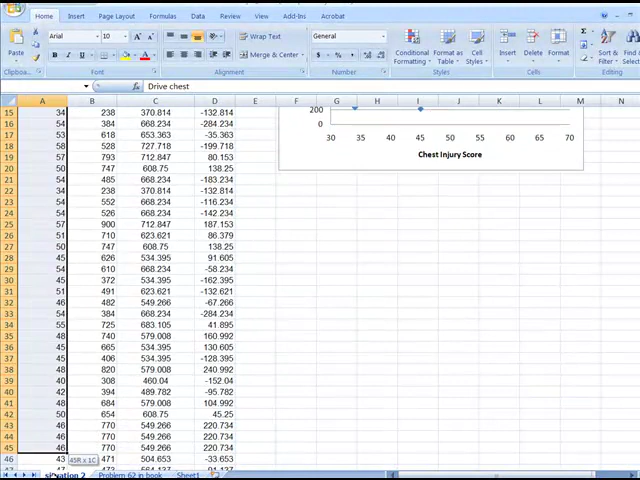 Home Insert Page Layout Formulas Data Review View Add-Ins Acrobat
Paste Arial 10 Wrap Text General Conditional Formatting Format as Table Cell Styles Insert Delete Format Sort & Filter
Merge & Center
Clipboard Font Alignment Number Styles Cells
Drive chest
A B C D E F G H I J K L M N
15 34 238 370.814 -132.814
16 54 384 668.234 -284.234
17 53 618 653.363 -35.363
18 58 528 727.718 -199.718
19 57 793 712.847 80.153
20 50 747 608.75 138.25
21 54 485 668.234 -183.234
22 34 238 370.814 -132.814
23 54 552 668.234 -116.234
24 54 526 668.234 -142.234
25 57 900 712.847 187.153
26 51 710 623.621 86.379
27 50 747 608.75 138.25
28 45 626 534.395 91.605
29 54 610 668.234 -58.234
30 45 372 534.395 -162.395
31 51 491 623.621 -132.621
32 46 482 549.266 -67.266
33 54 384 668.234 -284.234
34 55 725 683.105 41.895
35 48 740 579.008 160.992
36 45 665 534.395 130.605
37 45 406 534.395 -128.395
38 48 820 579.008 240.992
39 40 308 460.04 -152.04
40 42 394 489.782 -95.782
41 48 684 579.008 104.992
42 50 654 608.75 45.25
43 46 770 549.266 220.734
44 46 770 549.266 220.734
45 46 770 549.266 220.734
46 43 471 504.653 -33.653
47 47 473 564.137 -91.137
200
0
30 35 40 45 50 55 60 65 70
Chest Injury Score
45R x 1C
situation 2 Problem 62 in book Sheet1